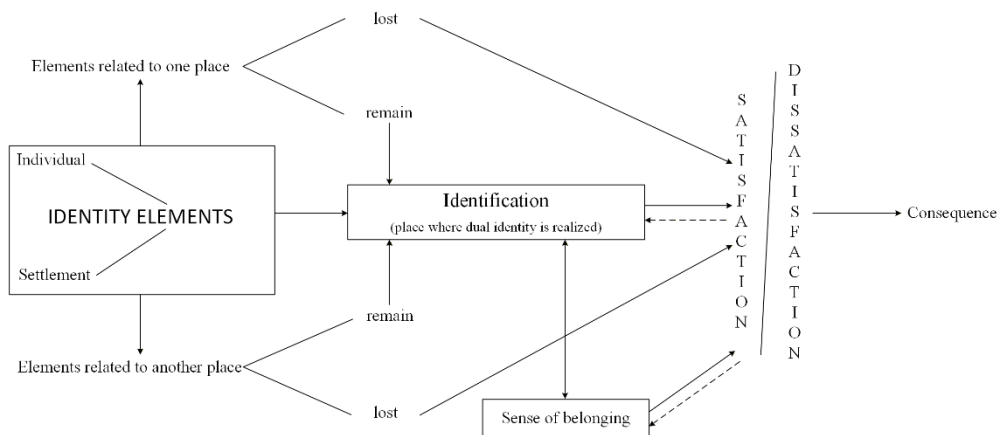 lost
Elements related to one place
remain
Individual
IDENTITY ELEMENTS
Settlement
Identification
(place where dual identity is realized)
SATISFACTION
DISSATISFACTION
Consequence
remain
Elements related to another place
lost
Sense of belonging